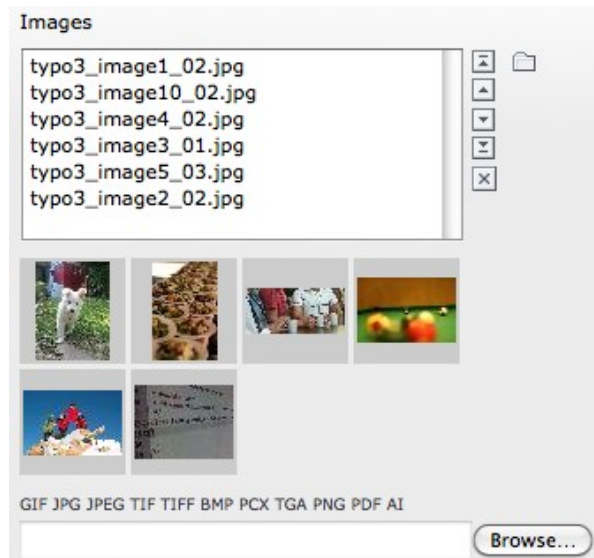 Images
typo3_image1_02.jpg
typo3_image10_02.jpg
typo3_image4_02.jpg
typo3_image3_01.jpg
typo3_image5_03.jpg
typo3_image2_02.jpg
GIF JPG JPEG TIF TIFF BMP PCX TGA PNG PDF AI
Browse...